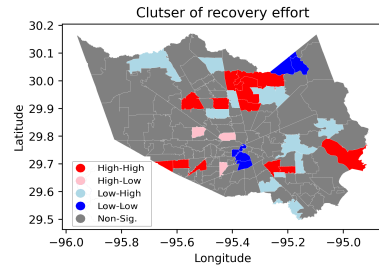 Clutser of recovery effort
30.2
30.1
30.0
29.9
29.8
29.7
29.6
29.5
Latitude
High-High
High-Low
Low-High
Low-Low
Non-Sig.
−96.0 −95.8 −95.6 −95.4 −95.2 −95.0
Longitude